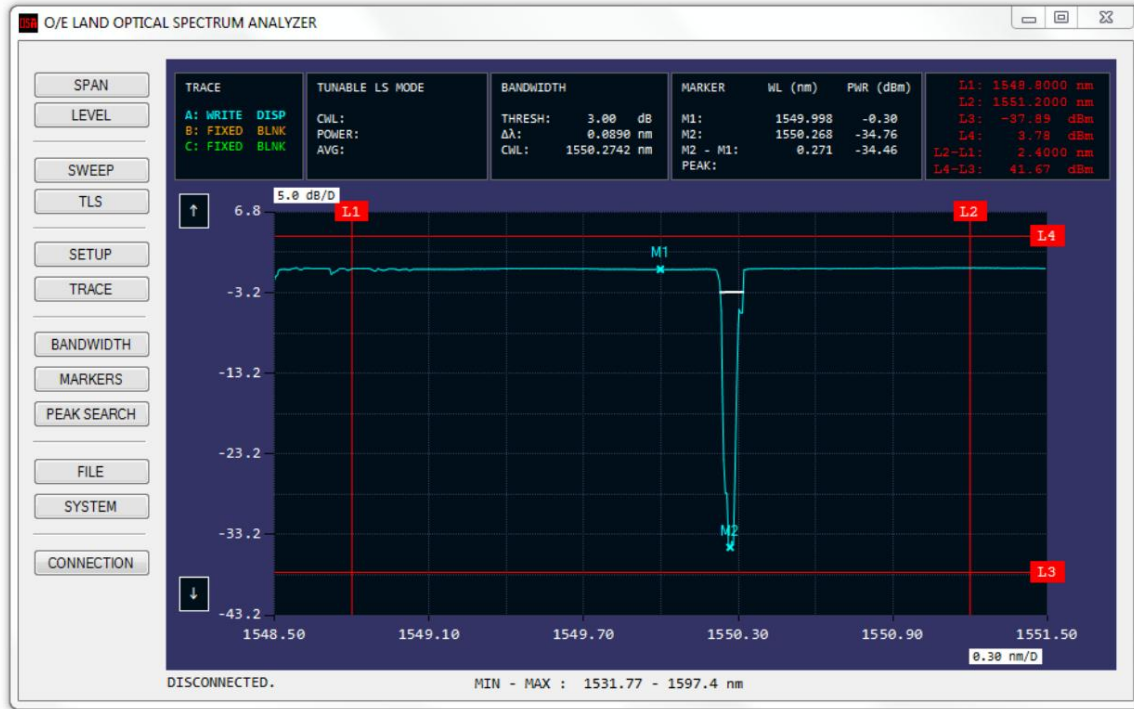 OSA O/E LAND OPTICAL SPECTRUM ANALYZER
SPAN
LEVEL
SWEEP
TLS
SETUP
TRACE
BANDWIDTH
MARKERS
PEAK SEARCH
FILE
SYSTEM
CONNECTION
TRACE
A: WRITE DISP
B: FIXED BLNK
C: FIXED BLNK
TUNABLE LS MODE
CWL:
POWER:
AVG:
BANDWIDTH
THRESH: 3.00 dB
Δλ: 0.0890 nm
CWL: 1550.2742 nm
MARKER WL (nm) PWR (dBm)
M1: 1549.998 -0.30
M2: 1550.268 -34.76
M2 - M1: 0.271 -34.46
PEAK:
L1: 1548.8000 nm
L2: 1551.2000 nm
L3: -37.89 dBm
L4: 3.78 dBm
L2-L1: 2.4000 nm
L4-L3: 41.67 dBm
↑
5.0 dB/D
6.8
L1
L2
L4
M1
-3.2
-13.2
-23.2
-33.2
M2
L3
↓
-43.2
1548.50 1549.10 1549.70 1550.30 1550.90 1551.50
0.30 nm/D
DISCONNECTED. MIN - MAX : 1531.77 - 1597.4 nm